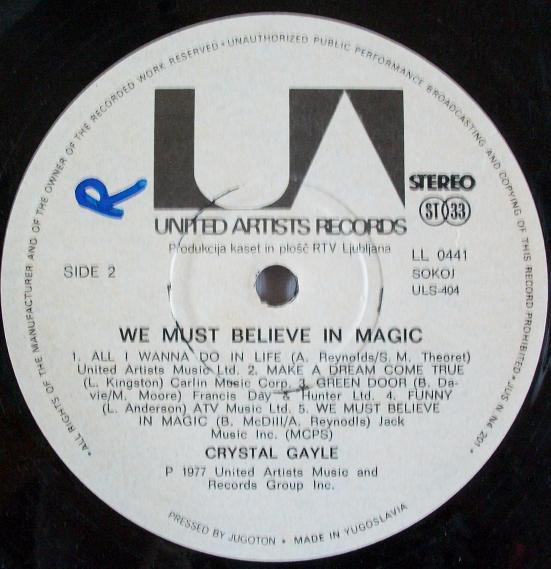 • ALL RIGHTS OF THE MANUFACTURER AND OF THE OWNER OF THE RECORDED WORK RESERVED • UNAUTHORIZED PUBLIC PERFORMANCE BROADCASTING AND COPYING OF THIS RECORD PROHIBITED • JUS N. N4 201 •
UA
R
STEREO
ST 33
UNITED ARTISTS RECORDS
Produkcija kaset in plošč RTV Ljubljana
SIDE 2
LL 0441
SOKOJ
ULS-404
WE MUST BELIEVE IN MAGIC
1. ALL I WANNA DO IN LIFE (A. Reynolds/S. M. Theoret)
United Artists Music Ltd. 2. MAKE A DREAM COME TRUE
(L. Kingston) Carlin Music Corp. 3. GREEN DOOR (B. Da-
vie/M. Moore) Francis Day & Hunter Ltd. 4. FUNNY
(L. Anderson) ATV Music Ltd. 5. WE MUST BELIEVE
IN MAGIC (B. McDill/A. Reynodls) Jack
Music Inc. (MCPS)
CRYSTAL GAYLE
P 1977 United Artists Music and
Records Group Inc.
PRESSED BY JUGOTON • MADE IN YUGOSLAVIA